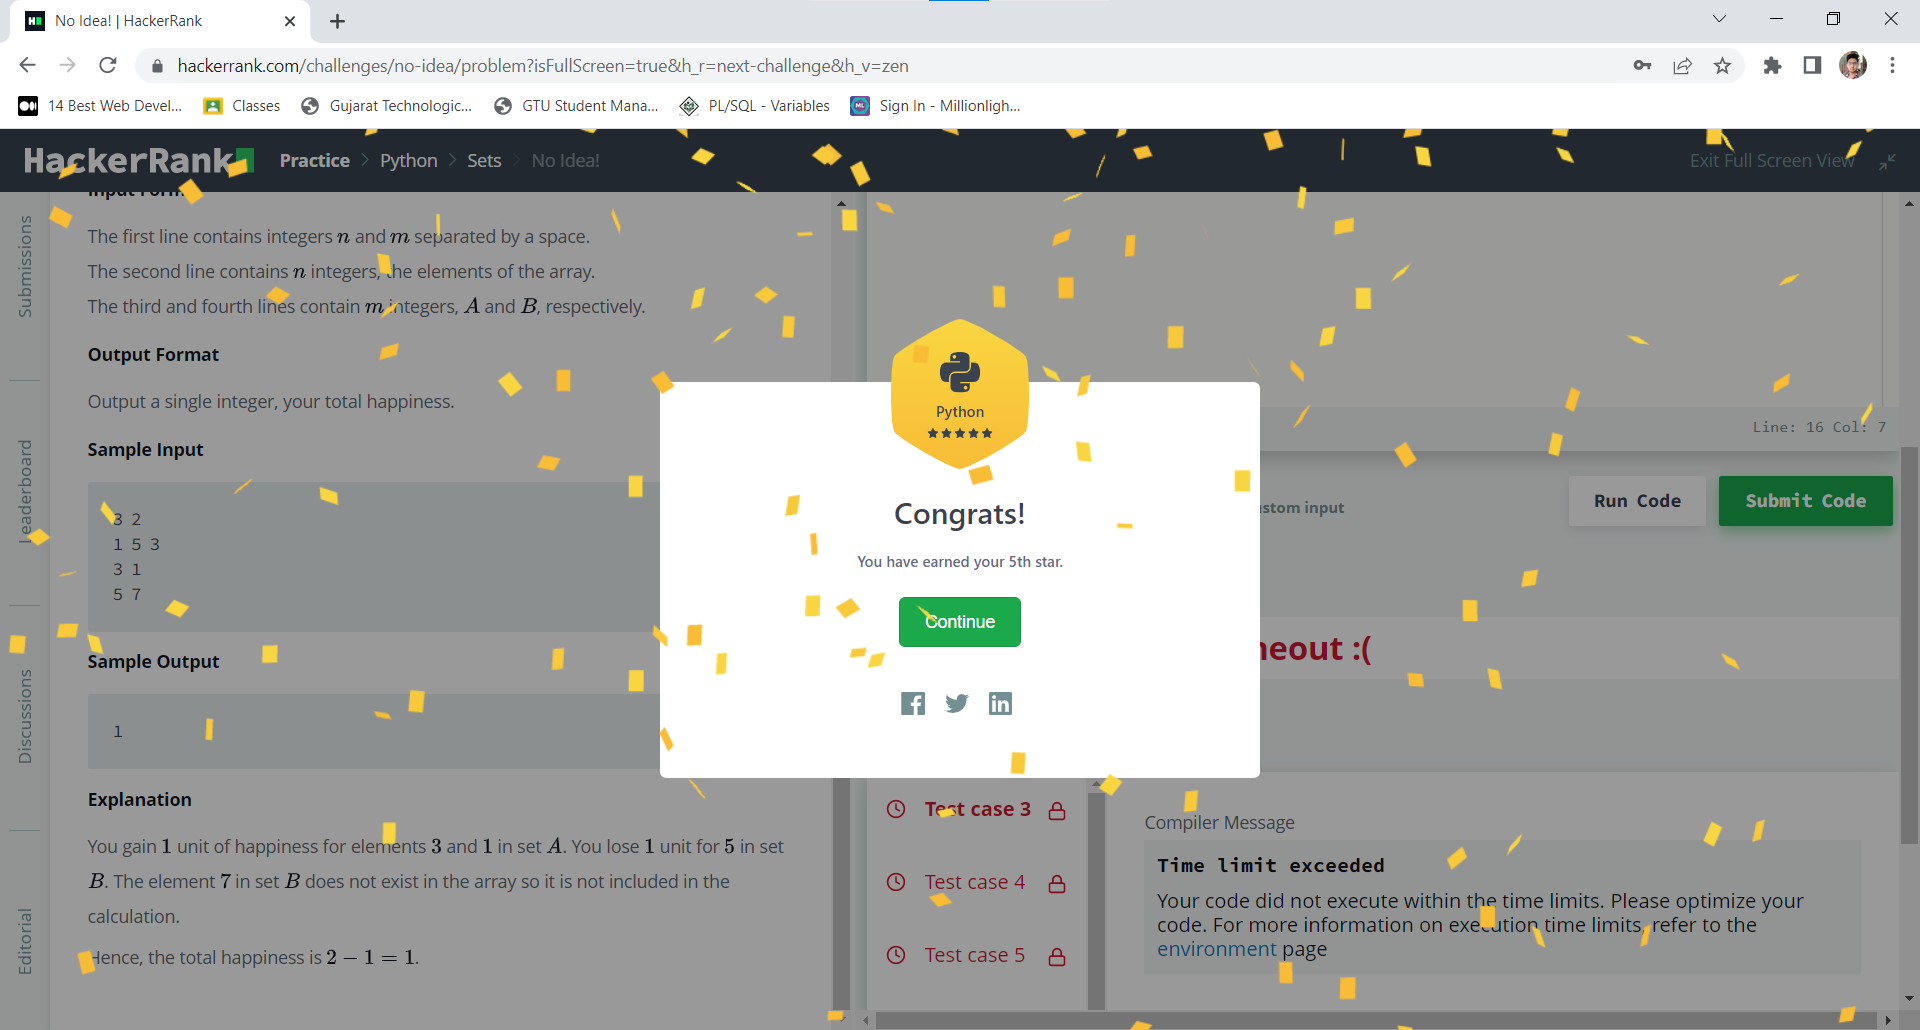 No Idea! | HackerRank
hackerrank.com/challenges/no-idea/problem?isFullScreen=true&h_r=next-challenge&h_v=zen
14 Best Web Devel...
Classes
Gujarat Technologic...
GTU Student Mana...
PL/SQL - Variables
Sign In - Millionligh...
HackerRank
Practice
Python
Sets
No Idea!
Exit Full Screen View
Submissions
Leaderboard
Discussions
Editorial
Input Form
The first line contains integers n and m separated by a space.
The second line contains n integers, the elements of the array.
The third and fourth lines contain m integers, A and B, respectively.
Output Format
Output a single integer, your total happiness.
Sample Input
3 2
1 5 3
3 1
5 7
Sample Output
1
Explanation
You gain 1 unit of happiness for elements 3 and 1 in set A. You lose 1 unit for 5 in set
B. The element 7 in set B does not exist in the array so it is not included in the
calculation.
Hence, the total happiness is 2 − 1 = 1.
Python
Congrats!
You have earned your 5th star.
Continue
Line: 16 Col: 7
stom input
Run Code
Submit Code
eout :(
Test case 3
Test case 4
Test case 5
Compiler Message
Time limit exceeded
Your code did not execute within the time limits. Please optimize your
code. For more information on execution time limits, refer to the
environment page